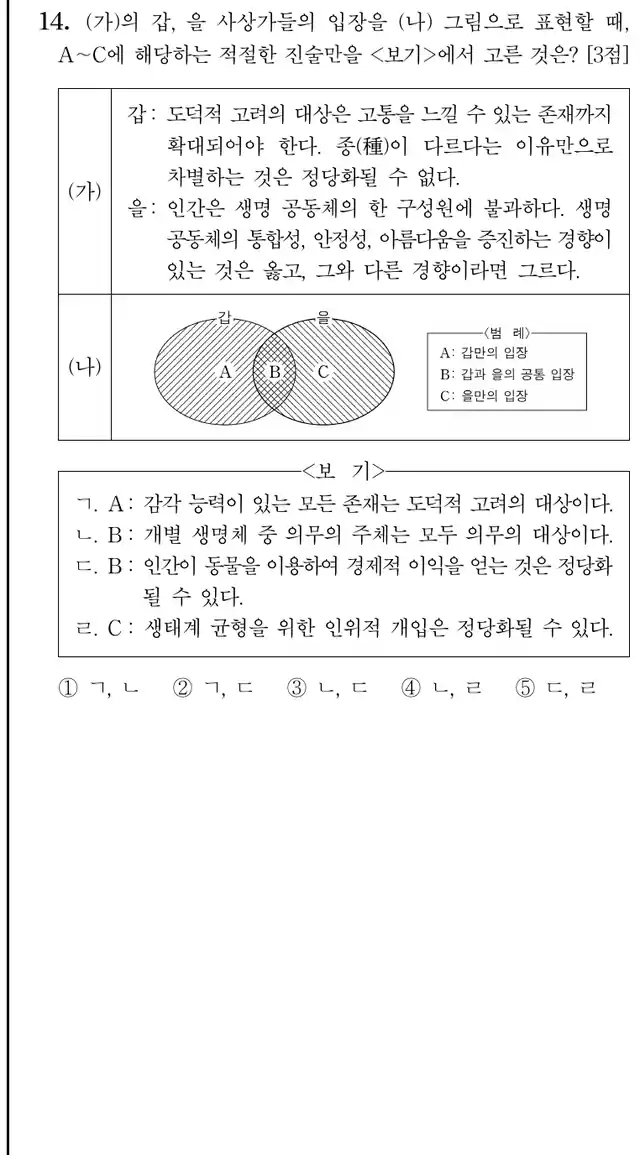 14. (가)의 갑, 을 사상가들의 입장을 (나) 그림으로 표현할 때,
A~C에 해당하는 적절한 진술만을 <보기>에서 고른 것은? [3점]
(가)
갑: 도덕적 고려의 대상은 고통을 느낄 수 있는 존재까지
확대되어야 한다. 종(種)이 다르다는 이유만으로
차별하는 것은 정당화될 수 없다.
을: 인간은 생명 공동체의 한 구성원에 불과하다. 생명
공동체의 통합성, 안정성, 아름다움을 증진하는 경향이
있는 것은 옳고, 그와 다른 경향이라면 그르다.
(나)
갑 을
A B C
<범 례>
A: 갑만의 입장
B: 갑과 을의 공통 입장
C: 을만의 입장
<보 기>
ㄱ. A: 감각 능력이 있는 모든 존재는 도덕적 고려의 대상이다.
ㄴ. B: 개별 생명체 중 의무의 주체는 모두 의무의 대상이다.
ㄷ. B: 인간이 동물을 이용하여 경제적 이익을 얻는 것은 정당화
될 수 있다.
ㄹ. C: 생태계 균형을 위한 인위적 개입은 정당화될 수 있다.
① ㄱ, ㄴ ② ㄱ, ㄷ ③ ㄴ, ㄷ ④ ㄴ, ㄹ ⑤ ㄷ, ㄹ